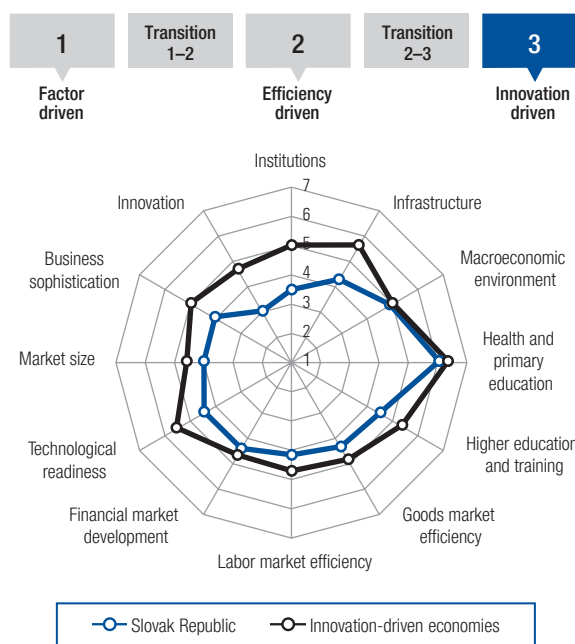 1
Transition
1–2
2
Transition
2–3
3
Factor
driven
Efficiency
driven
Innovation
driven
Institutions
Innovation
Infrastructure
Business
sophistication
Macroeconomic
environment
Market size
Health and
primary
education
Technological
readiness
Higher education
and training
Financial market
development
Goods market
efficiency
Labor market efficiency
7
6
5
4
3
2
1
Slovak Republic
Innovation-driven economies